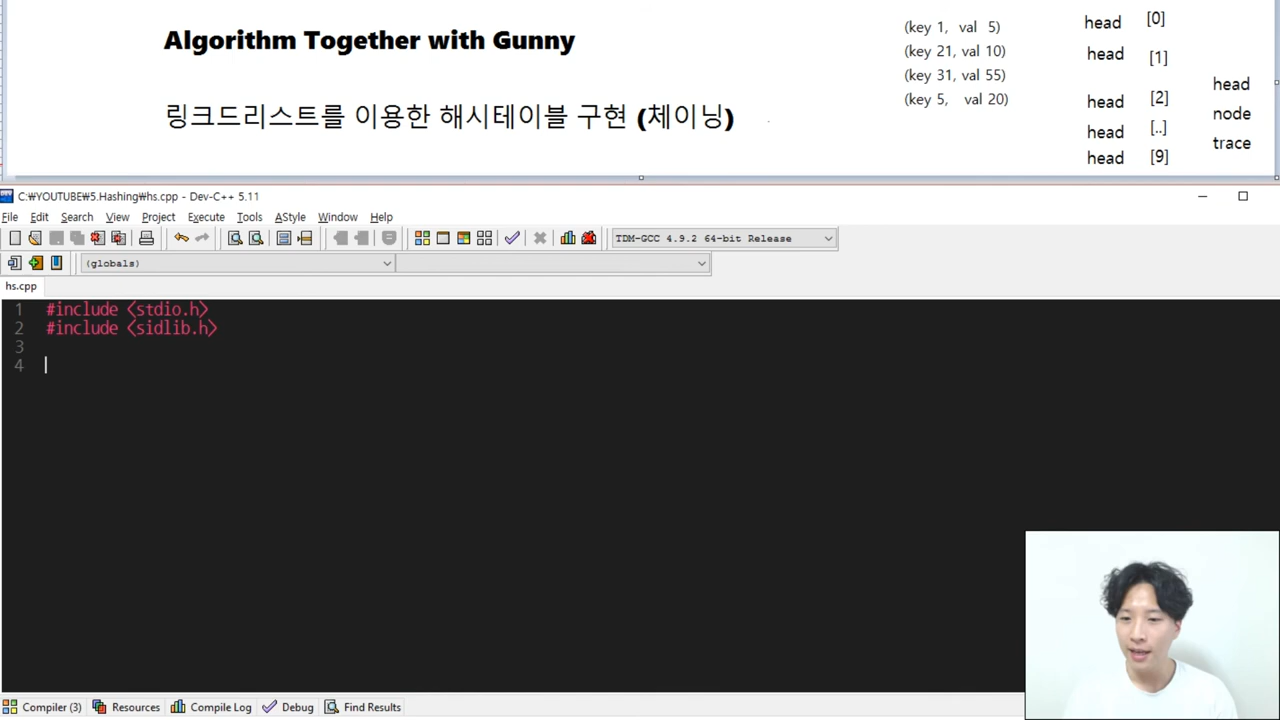 Algorithm Together with Gunny
링크드리스트를 이용한 해시테이블 구현 (체이닝)
(key 1, val 5)
(key 21, val 10)
(key 31, val 55)
(key 5, val 20)
head [0]
head [1]
head [2]
head [..]
head [9]
head
node
trace
C:￦YOUTUBE￦5.Hashing￦hs.cpp - Dev-C++ 5.11
File Edit Search View Project Execute Tools AStyle Window Help
TDM-GCC 4.9.2 64-bit Release
(globals)
hs.cpp
1 #include <stdio.h>
2 #include <sidlib.h>
3
4
Compiler (3) Resources Compile Log Debug Find Results